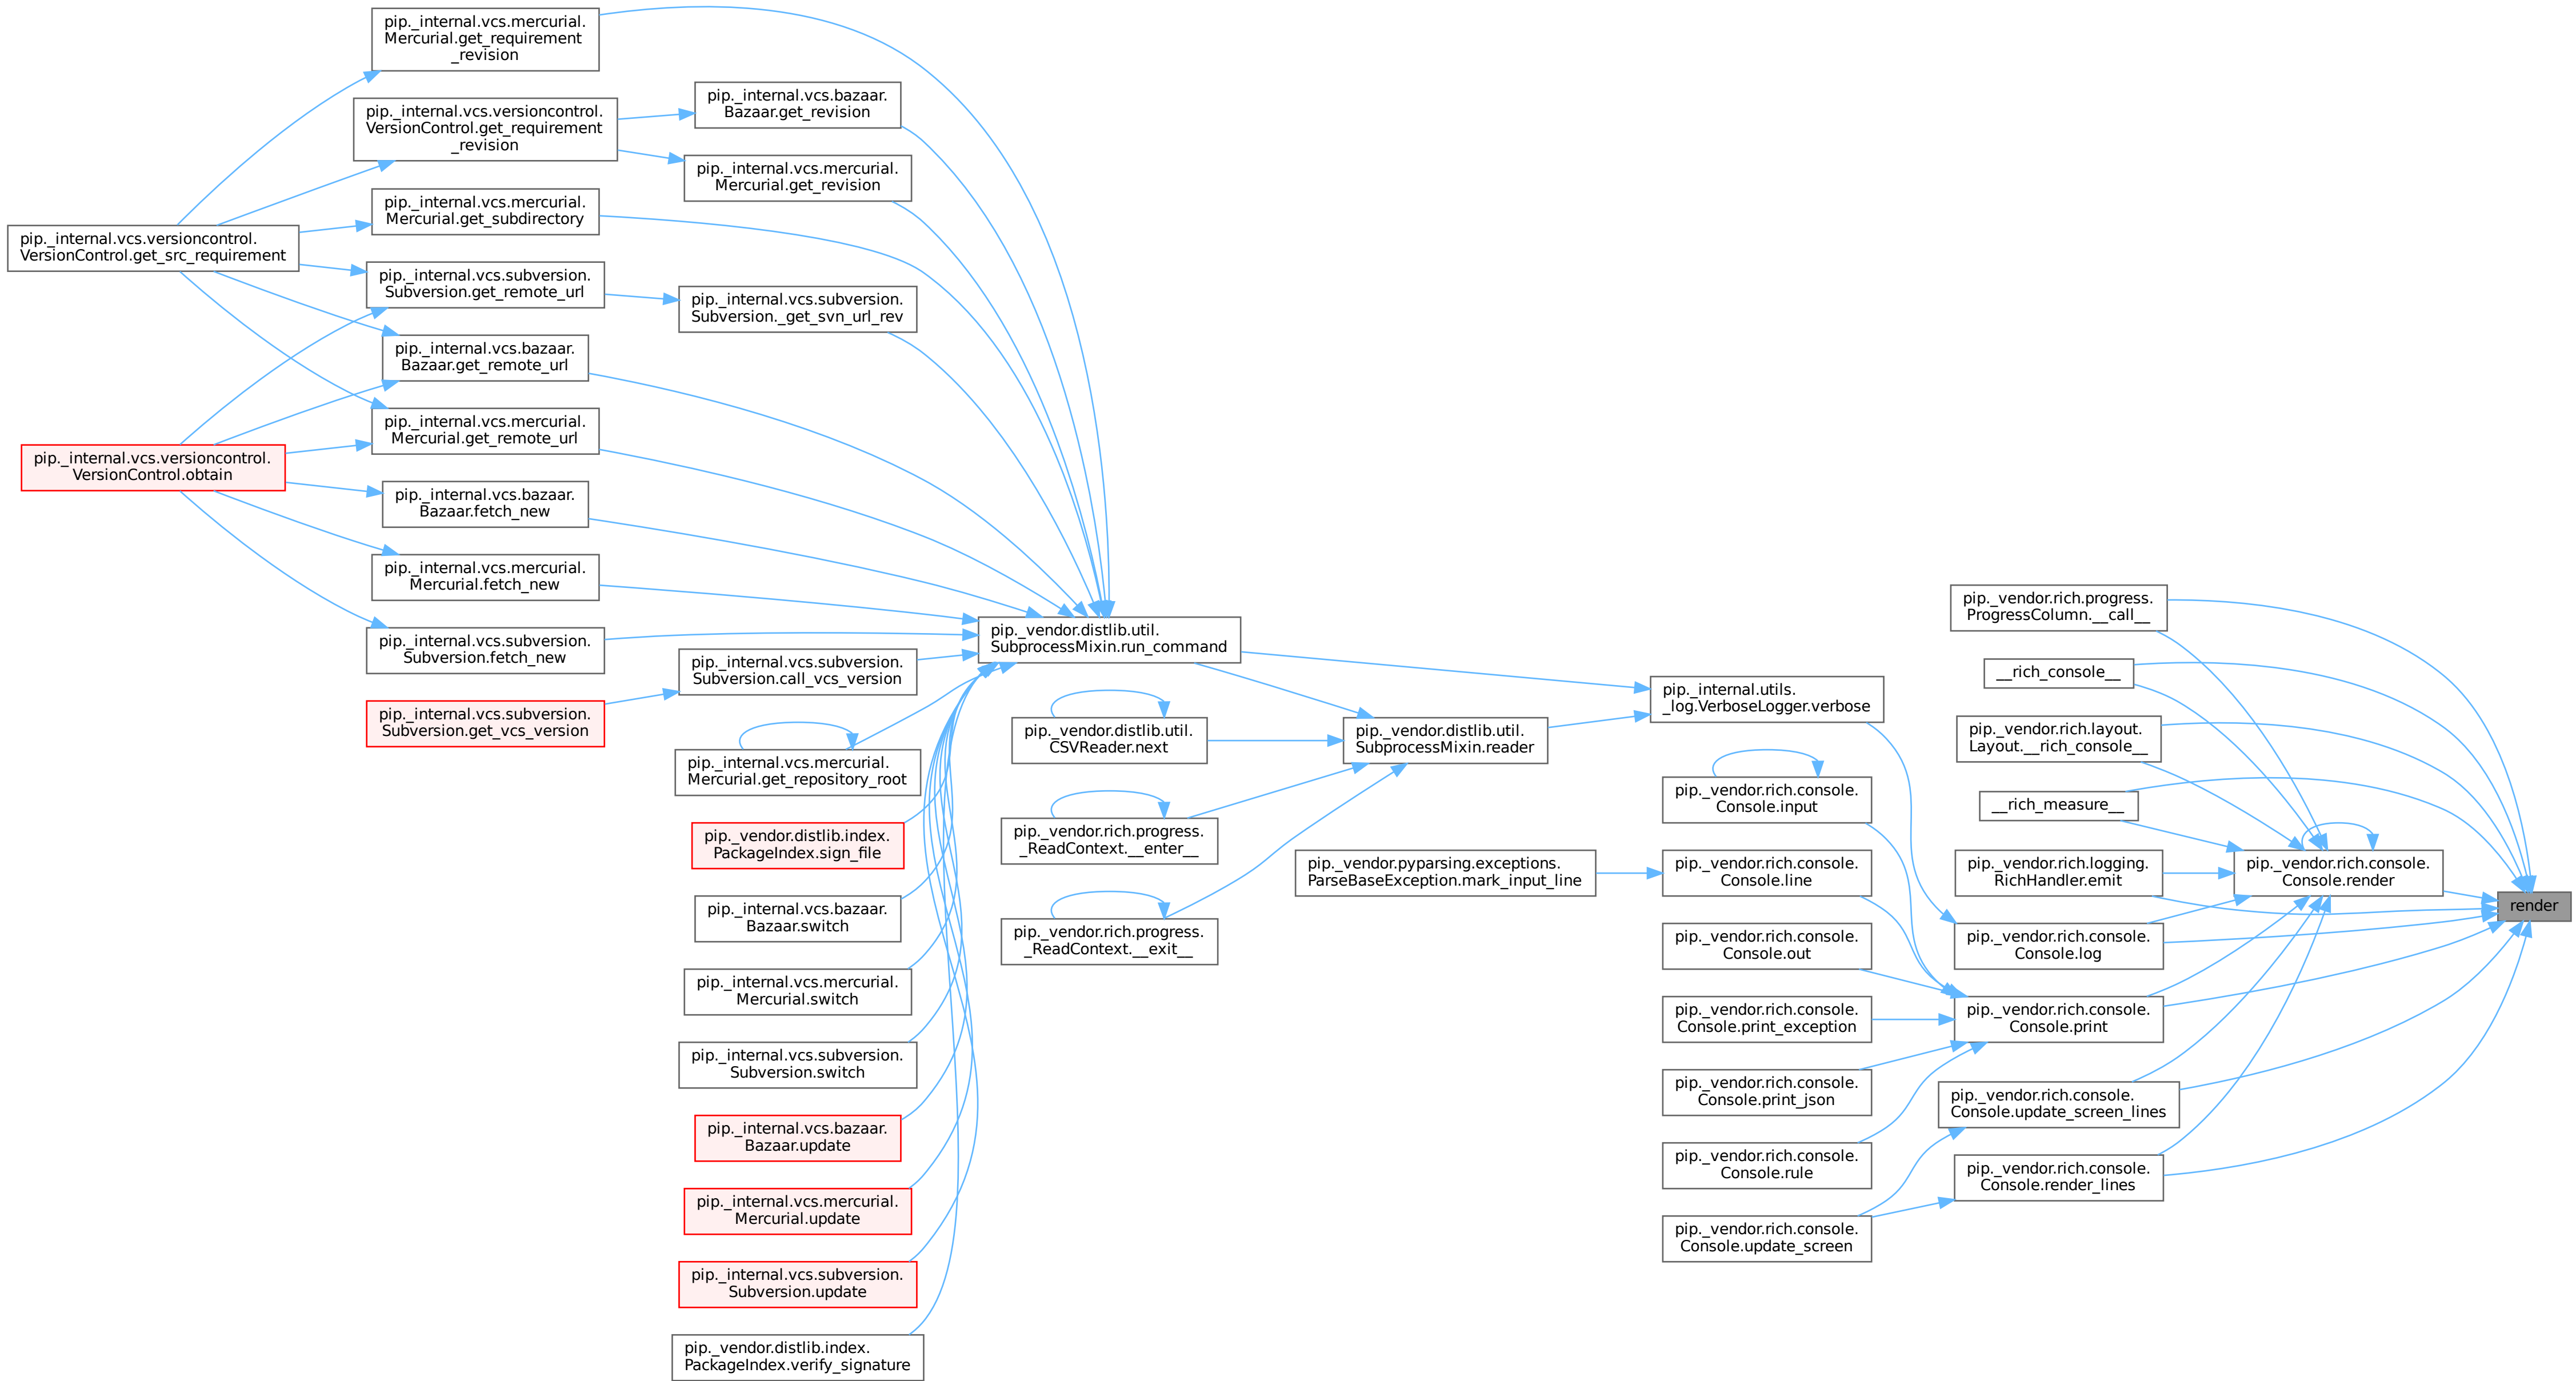 pip._internal.vcs.mercurial.
Mercurial.get_requirement
_revision
pip._internal.vcs.versioncontrol.
VersionControl.get_requirement
_revision
pip._internal.vcs.bazaar.
Bazaar.get_revision
pip._internal.vcs.mercurial.
Mercurial.get_revision
pip._internal.vcs.mercurial.
Mercurial.get_subdirectory
pip._internal.vcs.versioncontrol.
VersionControl.get_src_requirement
pip._internal.vcs.subversion.
Subversion.get_remote_url
pip._internal.vcs.subversion.
Subversion._get_svn_url_rev
pip._internal.vcs.bazaar.
Bazaar.get_remote_url
pip._internal.vcs.mercurial.
Mercurial.get_remote_url
pip._internal.vcs.versioncontrol.
VersionControl.obtain
pip._internal.vcs.bazaar.
Bazaar.fetch_new
pip._internal.vcs.mercurial.
Mercurial.fetch_new
pip._internal.vcs.subversion.
Subversion.fetch_new
pip._internal.vcs.subversion.
Subversion.call_vcs_version
pip._internal.vcs.subversion.
Subversion.get_vcs_version
pip._internal.vcs.mercurial.
Mercurial.get_repository_root
pip._vendor.distlib.index.
PackageIndex.sign_file
pip._internal.vcs.bazaar.
Bazaar.switch
pip._internal.vcs.mercurial.
Mercurial.switch
pip._internal.vcs.subversion.
Subversion.switch
pip._internal.vcs.bazaar.
Bazaar.update
pip._internal.vcs.mercurial.
Mercurial.update
pip._internal.vcs.subversion.
Subversion.update
pip._vendor.distlib.index.
PackageIndex.verify_signature
pip._vendor.distlib.util.
SubprocessMixin.run_command
pip._vendor.distlib.util.
CSVReader.next
pip._vendor.rich.progress.
_ReadContext.__enter__
pip._vendor.rich.progress.
_ReadContext.__exit__
pip._vendor.distlib.util.
SubprocessMixin.reader
pip._vendor.pyparsing.exceptions.
ParseBaseException.mark_input_line
pip._internal.utils.
_log.VerboseLogger.verbose
pip._vendor.rich.console.
Console.input
pip._vendor.rich.console.
Console.line
pip._vendor.rich.console.
Console.out
pip._vendor.rich.console.
Console.print_exception
pip._vendor.rich.console.
Console.print_json
pip._vendor.rich.console.
Console.rule
pip._vendor.rich.console.
Console.update_screen
pip._vendor.rich.progress.
ProgressColumn.__call__
__rich_console__
pip._vendor.rich.layout.
Layout.__rich_console__
__rich_measure__
pip._vendor.rich.logging.
RichHandler.emit
pip._vendor.rich.console.
Console.log
pip._vendor.rich.console.
Console.print
pip._vendor.rich.console.
Console.update_screen_lines
pip._vendor.rich.console.
Console.render_lines
pip._vendor.rich.console.
Console.render
render